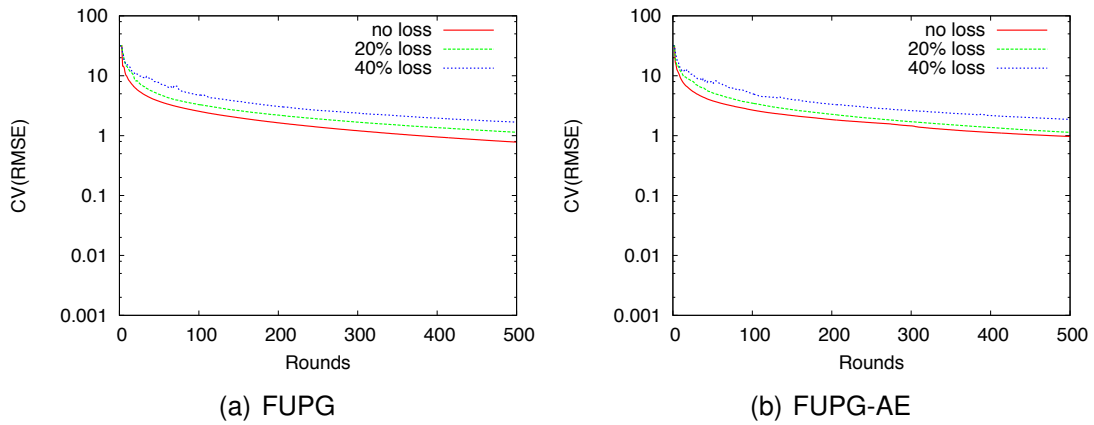 100
10
1
0.1
0.01
0.001
CV(RMSE)
no loss
20% loss
40% loss
0 100 200 300 400 500
Rounds
(a) FUPG
100
10
1
0.1
0.01
0.001
CV(RMSE)
no loss
20% loss
40% loss
0 100 200 300 400 500
Rounds
(b) FUPG-AE